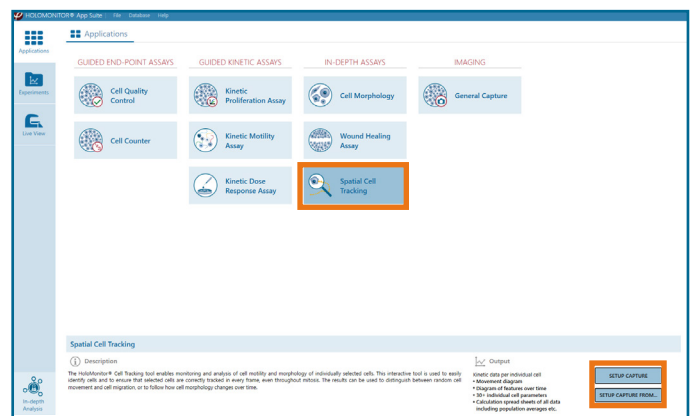 HOLOMONITOR® App Suite File Database Help
Applications
Applications
Experiments
Live View
GUIDED END-POINT ASSAYS
GUIDED KINETIC ASSAYS
IN-DEPTH ASSAYS
IMAGING
Cell Quality
Control
Kinetic
Proliferation Assay
Cell Morphology
General Capture
Cell Counter
Kinetic Motility
Assay
Wound Healing
Assay
Kinetic Dose
Response Assay
Spatial Cell
Tracking
Spatial Cell Tracking
Description
The HoloMonitor® Cell Tracking tool enables monitoring and analysis of cell motility and morphology of individually selected cells. This interactive tool is used to easily
identify cells and to ensure that selected cells are correctly tracked in every frame, even throughout mitosis. The results can be used to distinguish between random cell
movement and cell migration, or to follow how cell morphology changes over time.
Output
Kinetic data per individual cell
• Movement diagram
• Diagram of features over time
• 30+ individual cell parameters
• Calculation spread sheets of all data
including population averages etc.
SETUP CAPTURE
SETUP CAPTURE FROM...
In-depth
Analysis